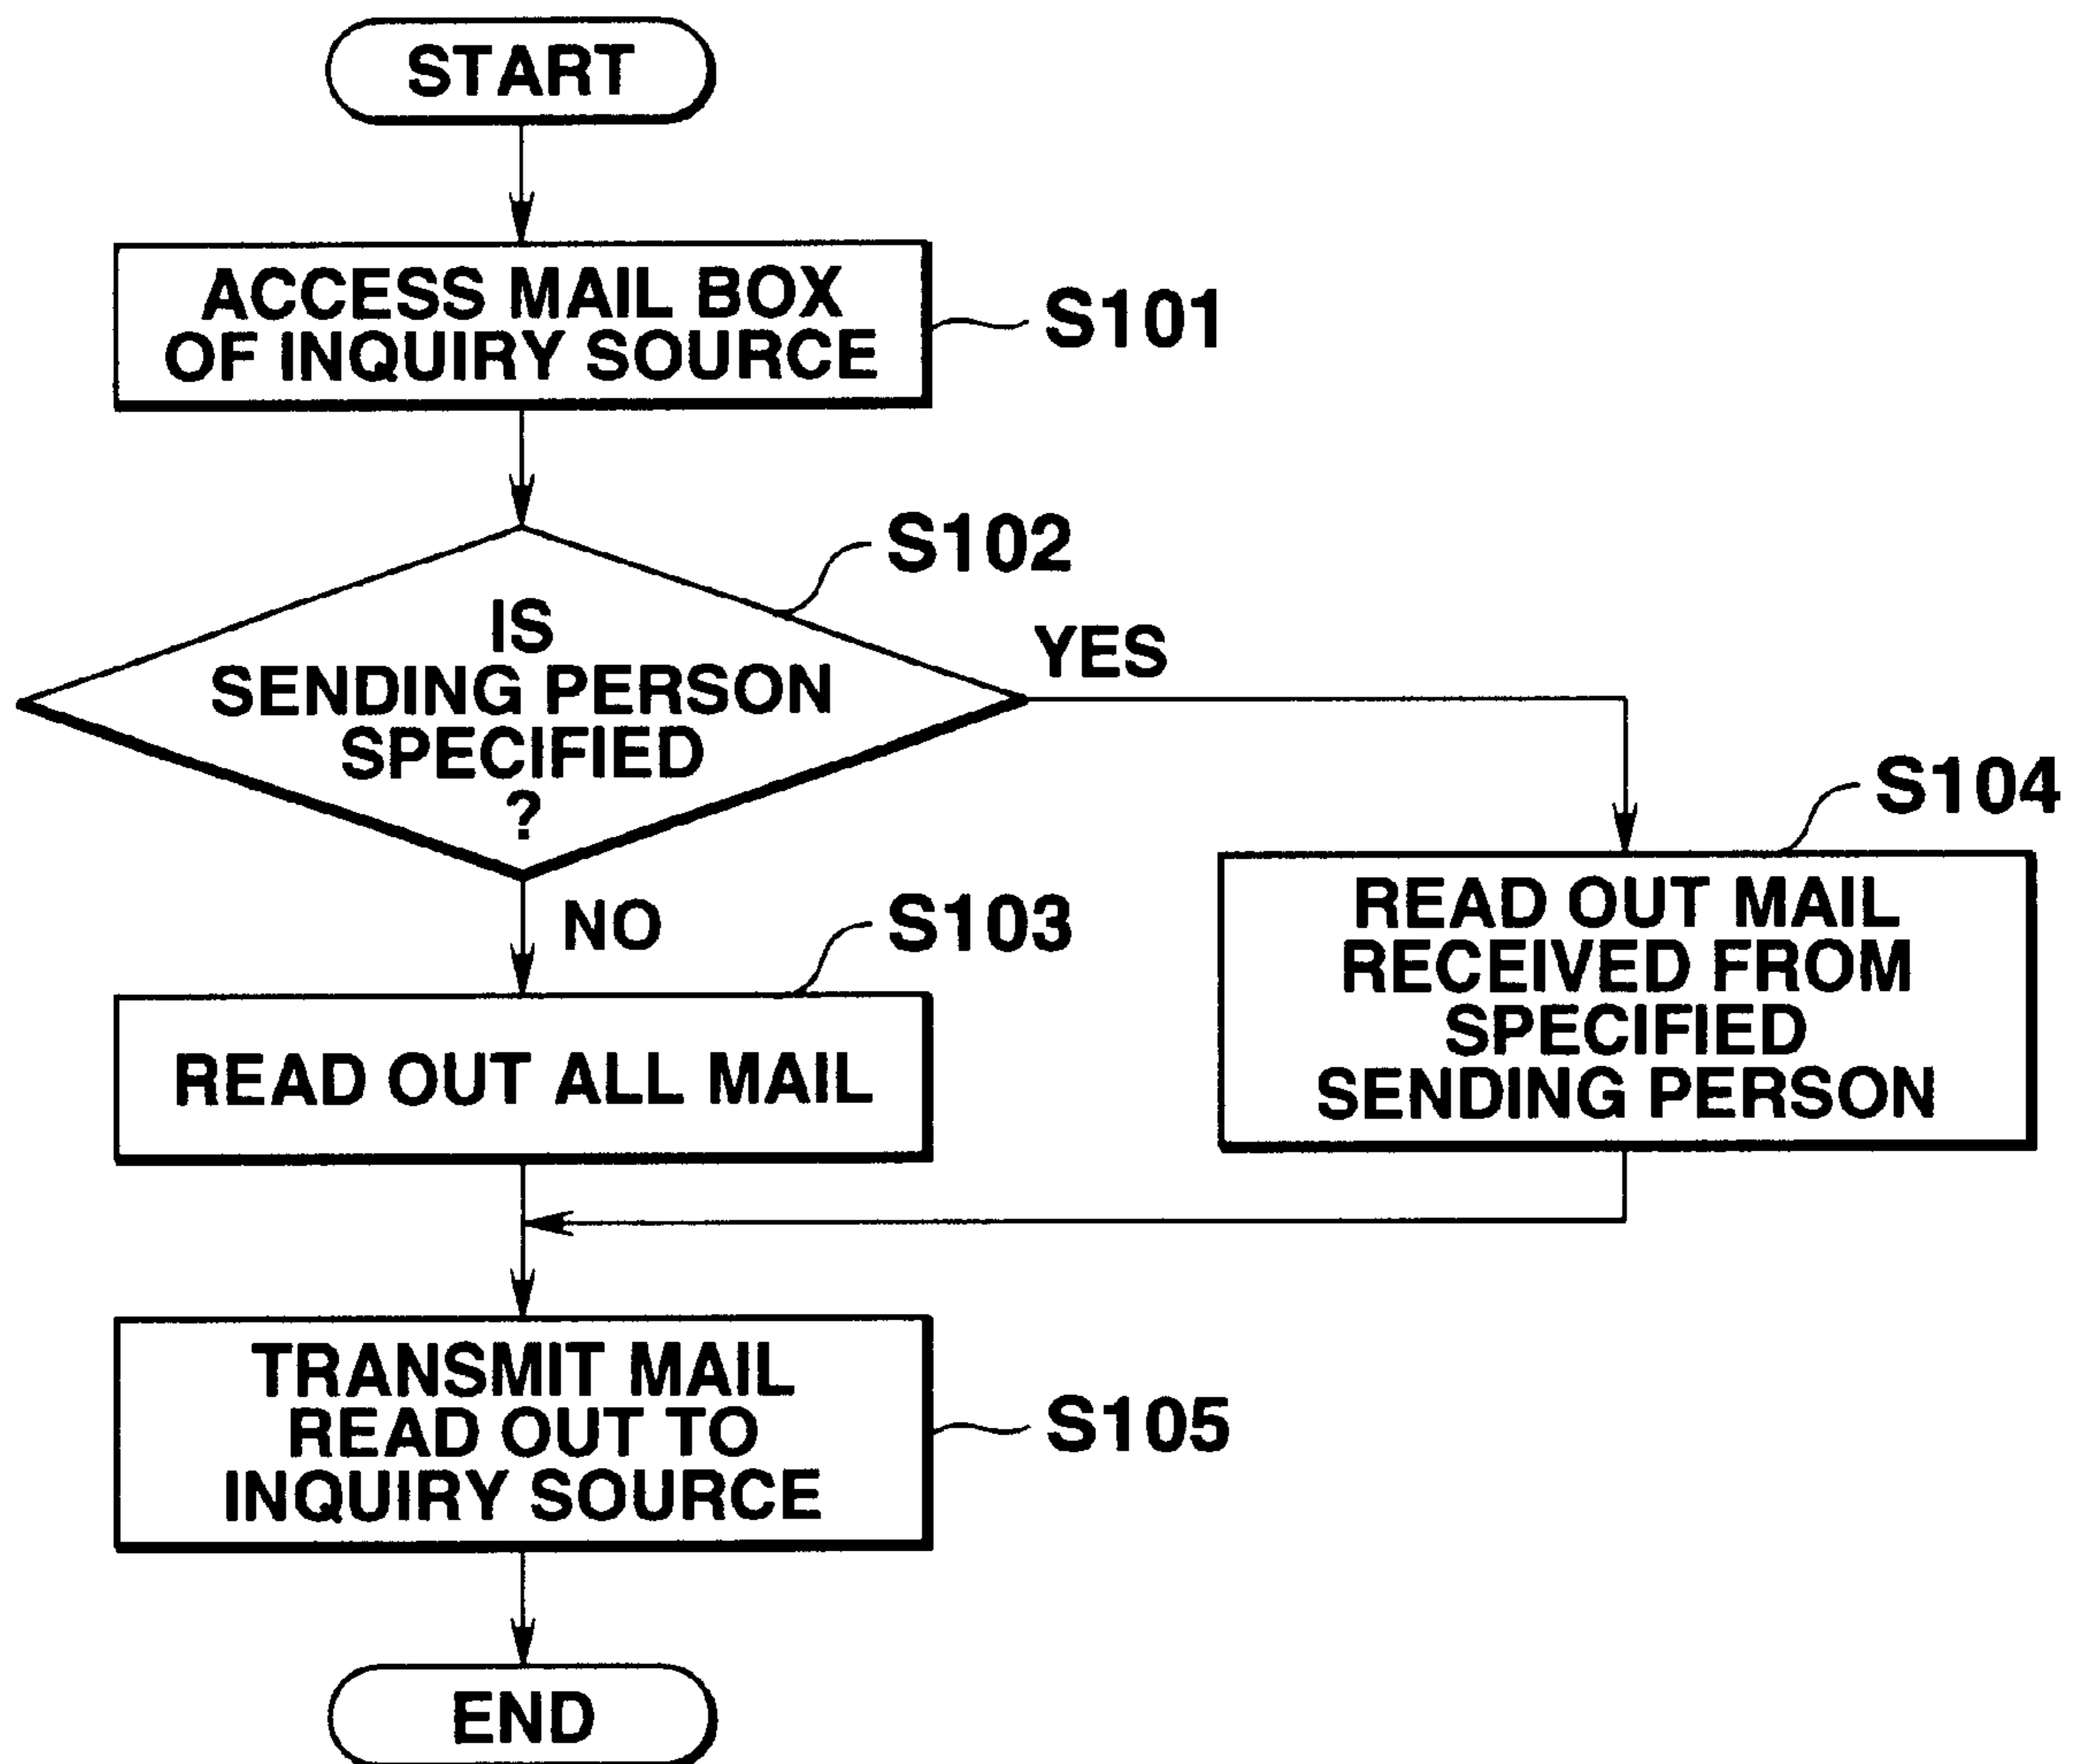 START
ACCESS MAIL BOX
OF INQUIRY SOURCE
S101
S102
IS
SENDING PERSON
SPECIFIED
?
YES
NO
S103
READ OUT ALL MAIL
S104
READ OUT MAIL
RECEIVED FROM
SPECIFIED
SENDING PERSON
TRANSMIT MAIL
READ OUT TO
INQUIRY SOURCE
S105
END